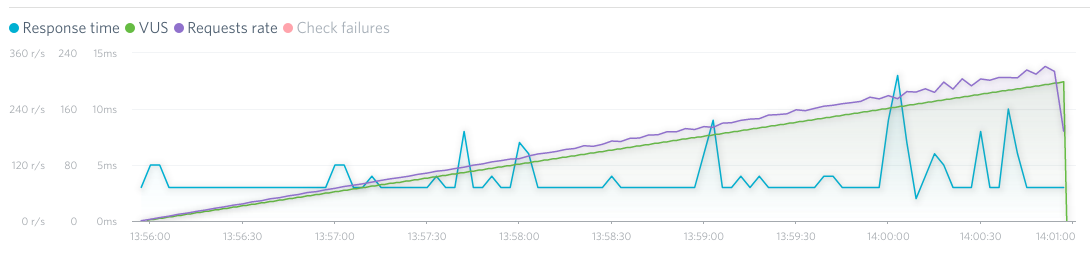 Response time VUS Requests rate Check failures
360 r/s 240 15ms
240 r/s 160 10ms
120 r/s 80 5ms
0 r/s 0 0ms
13:56:00 13:56:30 13:57:00 13:57:30 13:58:00 13:58:30 13:59:00 13:59:30 14:00:00 14:00:30 14:01:00